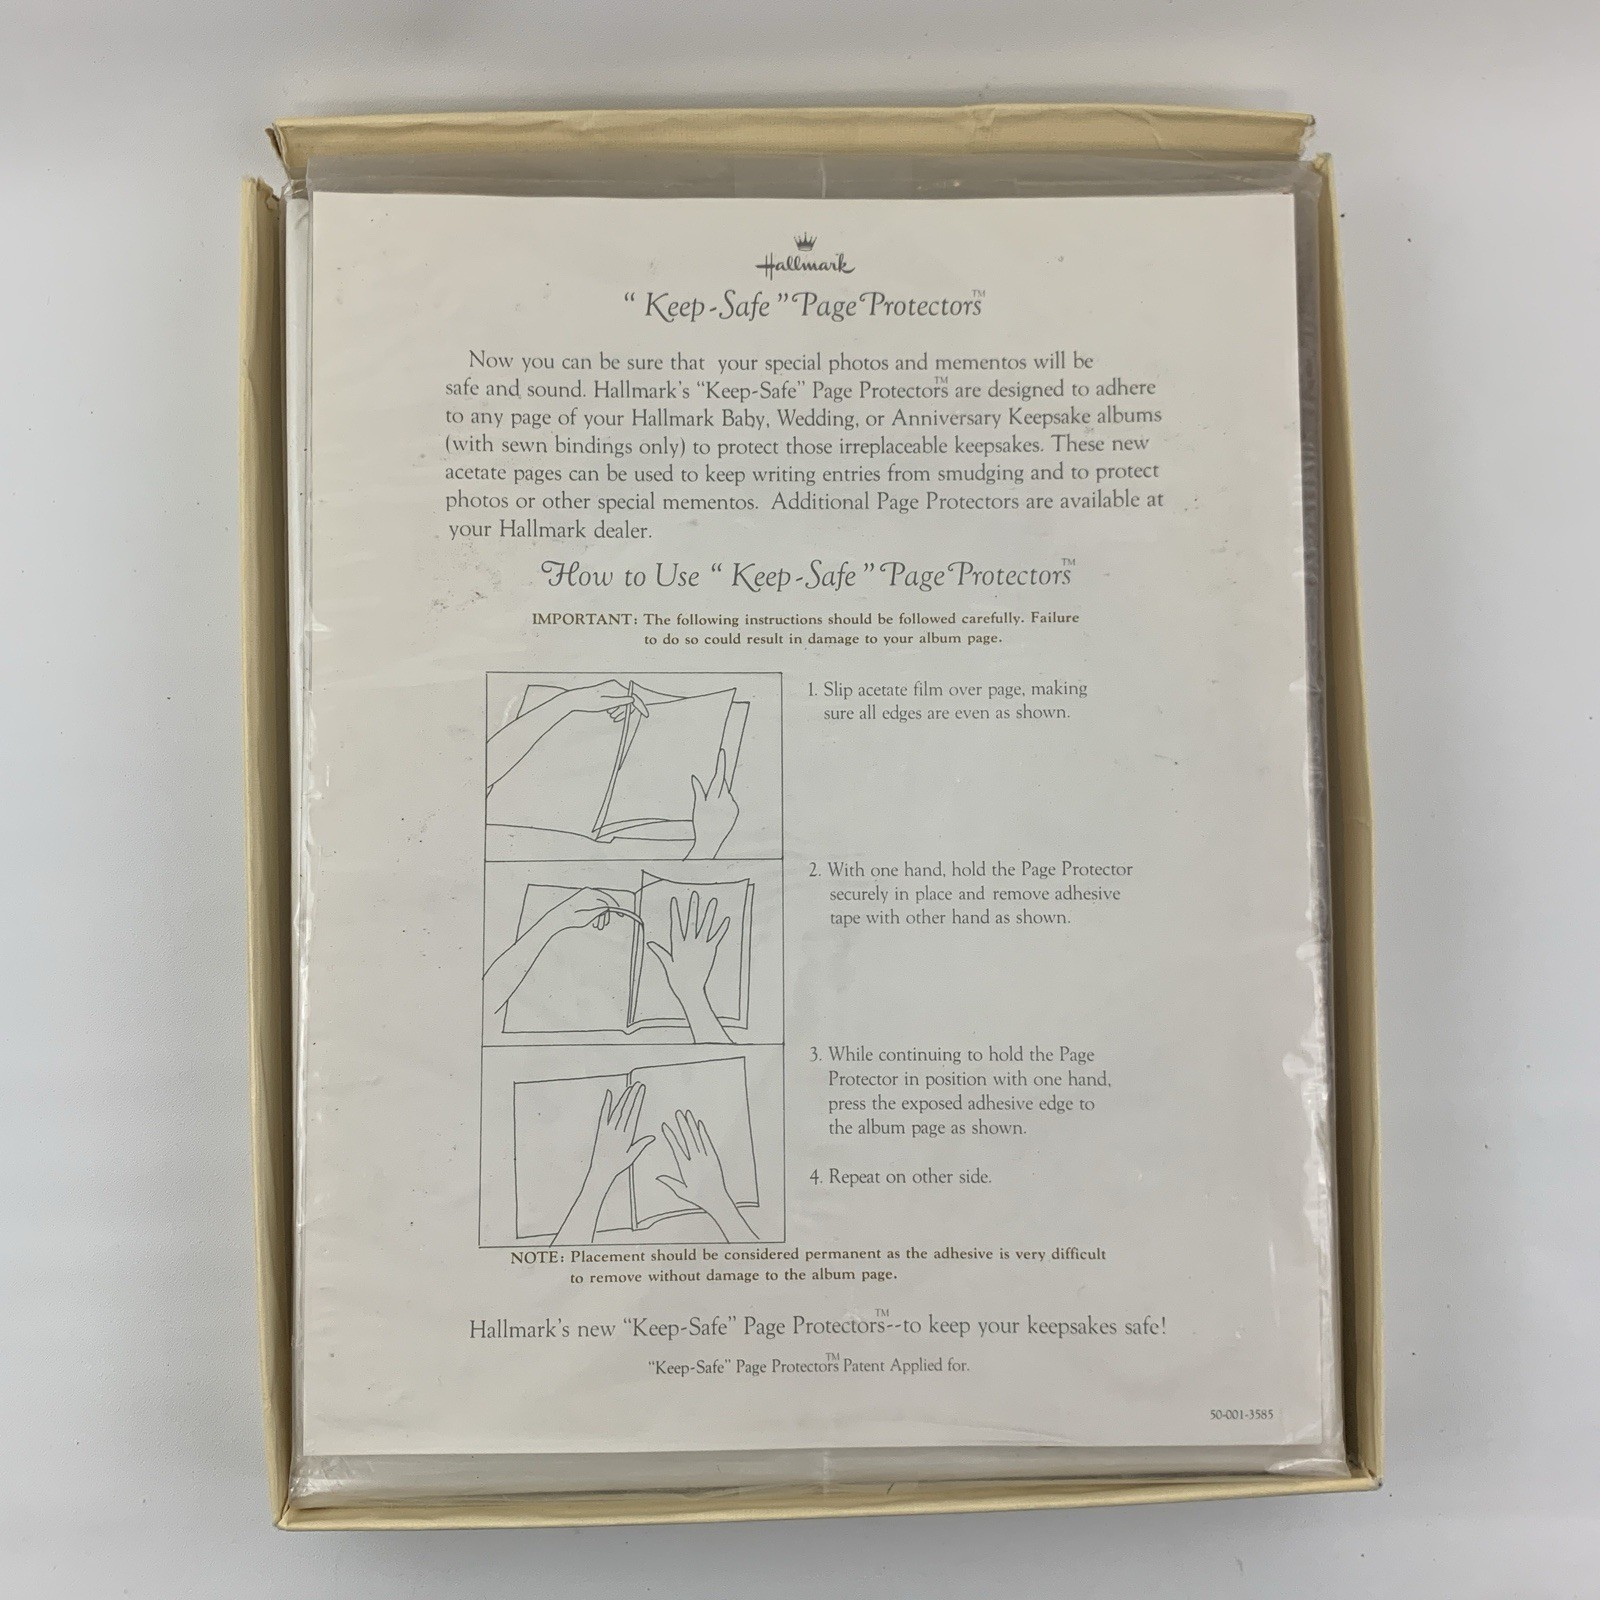 Hallmark
“Keep-Safe” Page Protectors™
Now you can be sure that your special photos and mementos will be
safe and sound. Hallmark's “Keep-Safe” Page Protectors™ are designed to adhere
to any page of your Hallmark Baby, Wedding, or Anniversary Keepsake albums
(with sewn bindings only) to protect those irreplaceable keepsakes. These new
acetate pages can be used to keep writing entries from smudging and to protect
photos or other special mementos. Additional Page Protectors are available at
your Hallmark dealer.
How to Use “Keep-Safe” Page Protectors™
IMPORTANT: The following instructions should be followed carefully. Failure
to do so could result in damage to your album page.
1. Slip acetate film over page, making
sure all edges are even as shown.
2. With one hand, hold the Page Protector
securely in place and remove adhesive
tape with other hand as shown.
3. While continuing to hold the Page
Protector in position with one hand,
press the exposed adhesive edge to
the album page as shown.
4. Repeat on other side.
NOTE: Placement should be considered permanent as the adhesive is very difficult
to remove without damage to the album page.
Hallmark's new “Keep-Safe” Page Protectors™--to keep your keepsakes safe!
“Keep-Safe” Page Protectors™ Patent Applied for.
50-001-3585